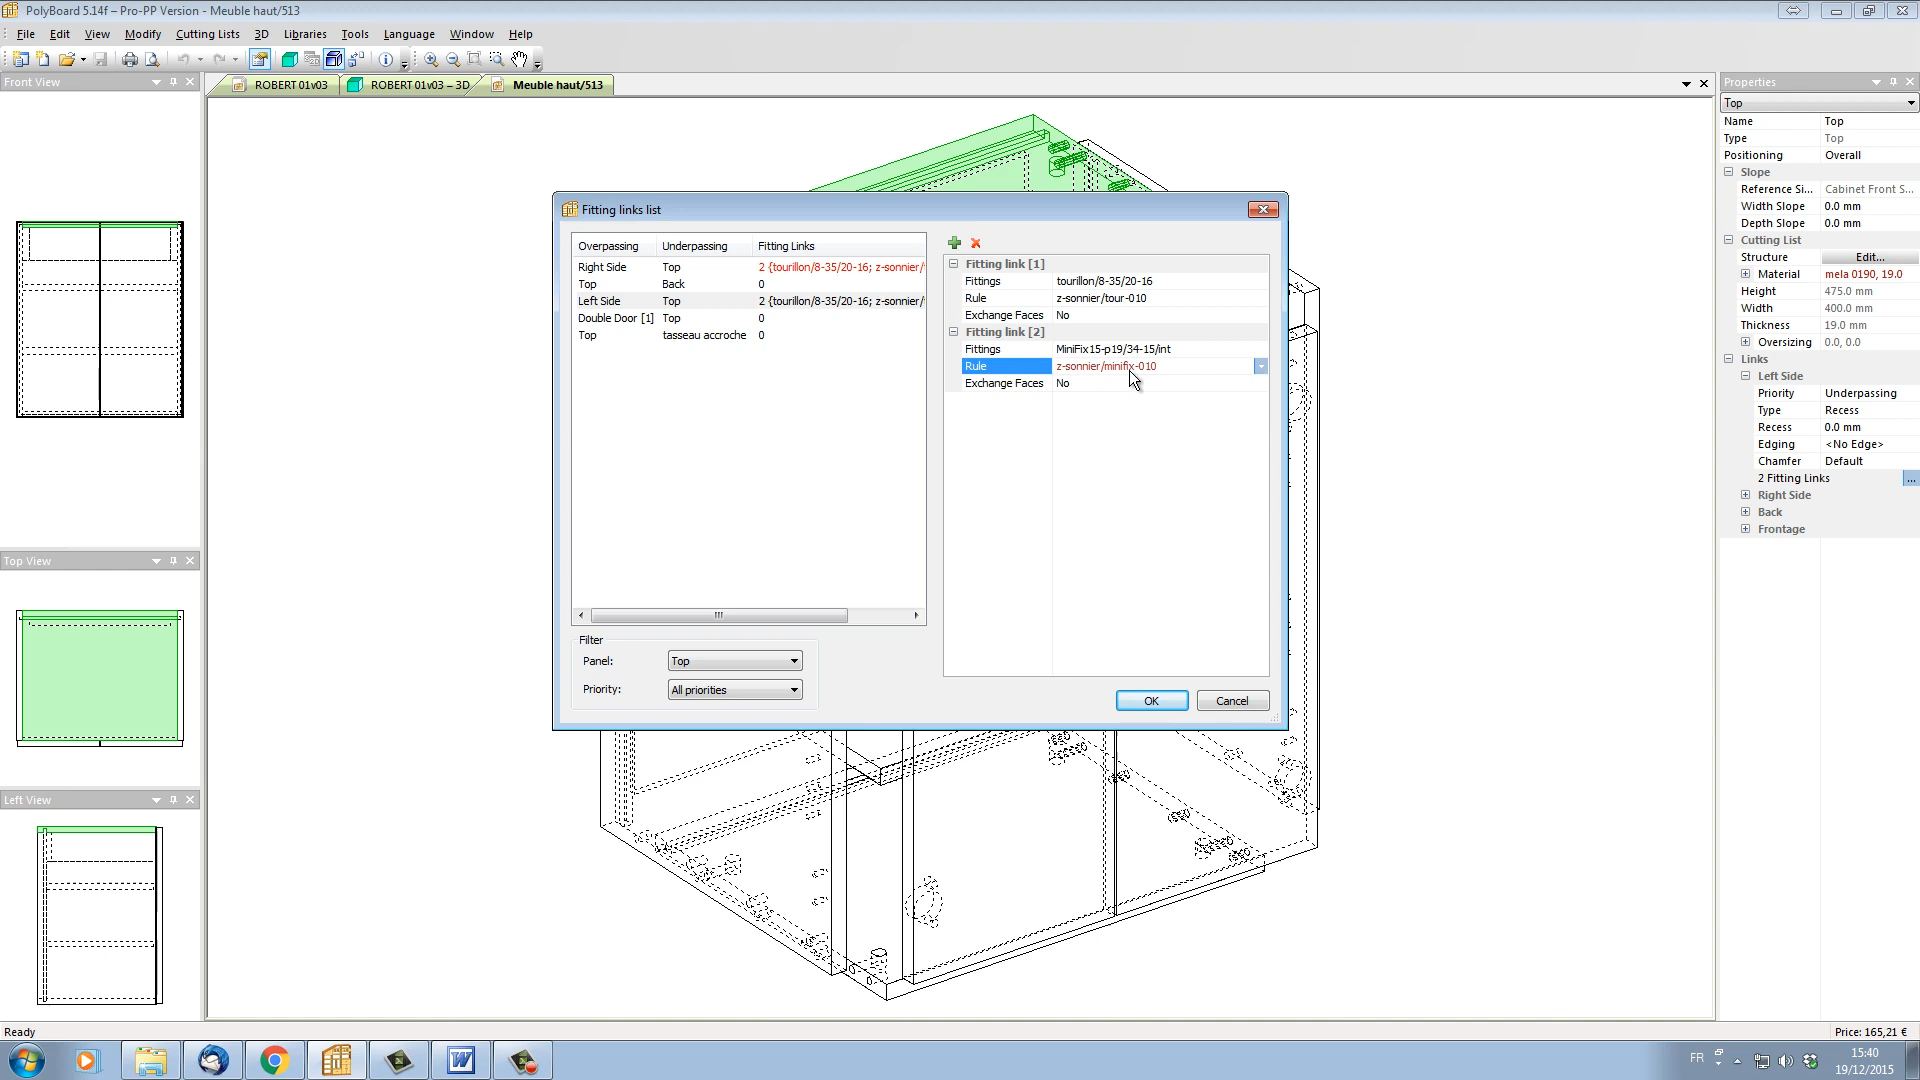 PolyBoard 5.14f – Pro-PP Version - Meuble haut/513
File Edit View Modify Cutting Lists 3D Libraries Tools Language Window Help
Front View
ROBERT 01v03
ROBERT 01v03 – 3D
Meuble haut/513
Properties
Top
Name Top
Type Top
Positioning Overall
Slope
Reference Si... Cabinet Front S...
Width Slope 0.0 mm
Depth Slope 0.0 mm
Cutting List
Structure Edit...
Material mela 0190, 19.0
Height 475.0 mm
Width 400.0 mm
Thickness 19.0 mm
Oversizing 0.0, 0.0
Links
Left Side
Priority Underpassing
Type Recess
Recess 0.0 mm
Edging <No Edge>
Chamfer Default
2 Fitting Links ...
Right Side
Back
Frontage
Fitting links list
Overpassing Underpassing Fitting Links
Right Side Top 2 {tourillon/8-35/20-16; z-sonnier/
Top Back 0
Left Side Top 2 {tourillon/8-35/20-16; z-sonnier/
Double Door [1] Top 0
Top tasseau accroche 0
Fitting link [1]
Fittings tourillon/8-35/20-16
Rule z-sonnier/tour-010
Exchange Faces No
Fitting link [2]
Fittings MiniFix15-p19/34-15/int
Rule z-sonnier/minifix-010
Exchange Faces No
Filter
Panel: Top
Priority: All priorities
OK Cancel
Top View
Left View
Ready
Price: 165,21 €
FR
15:40
19/12/2015